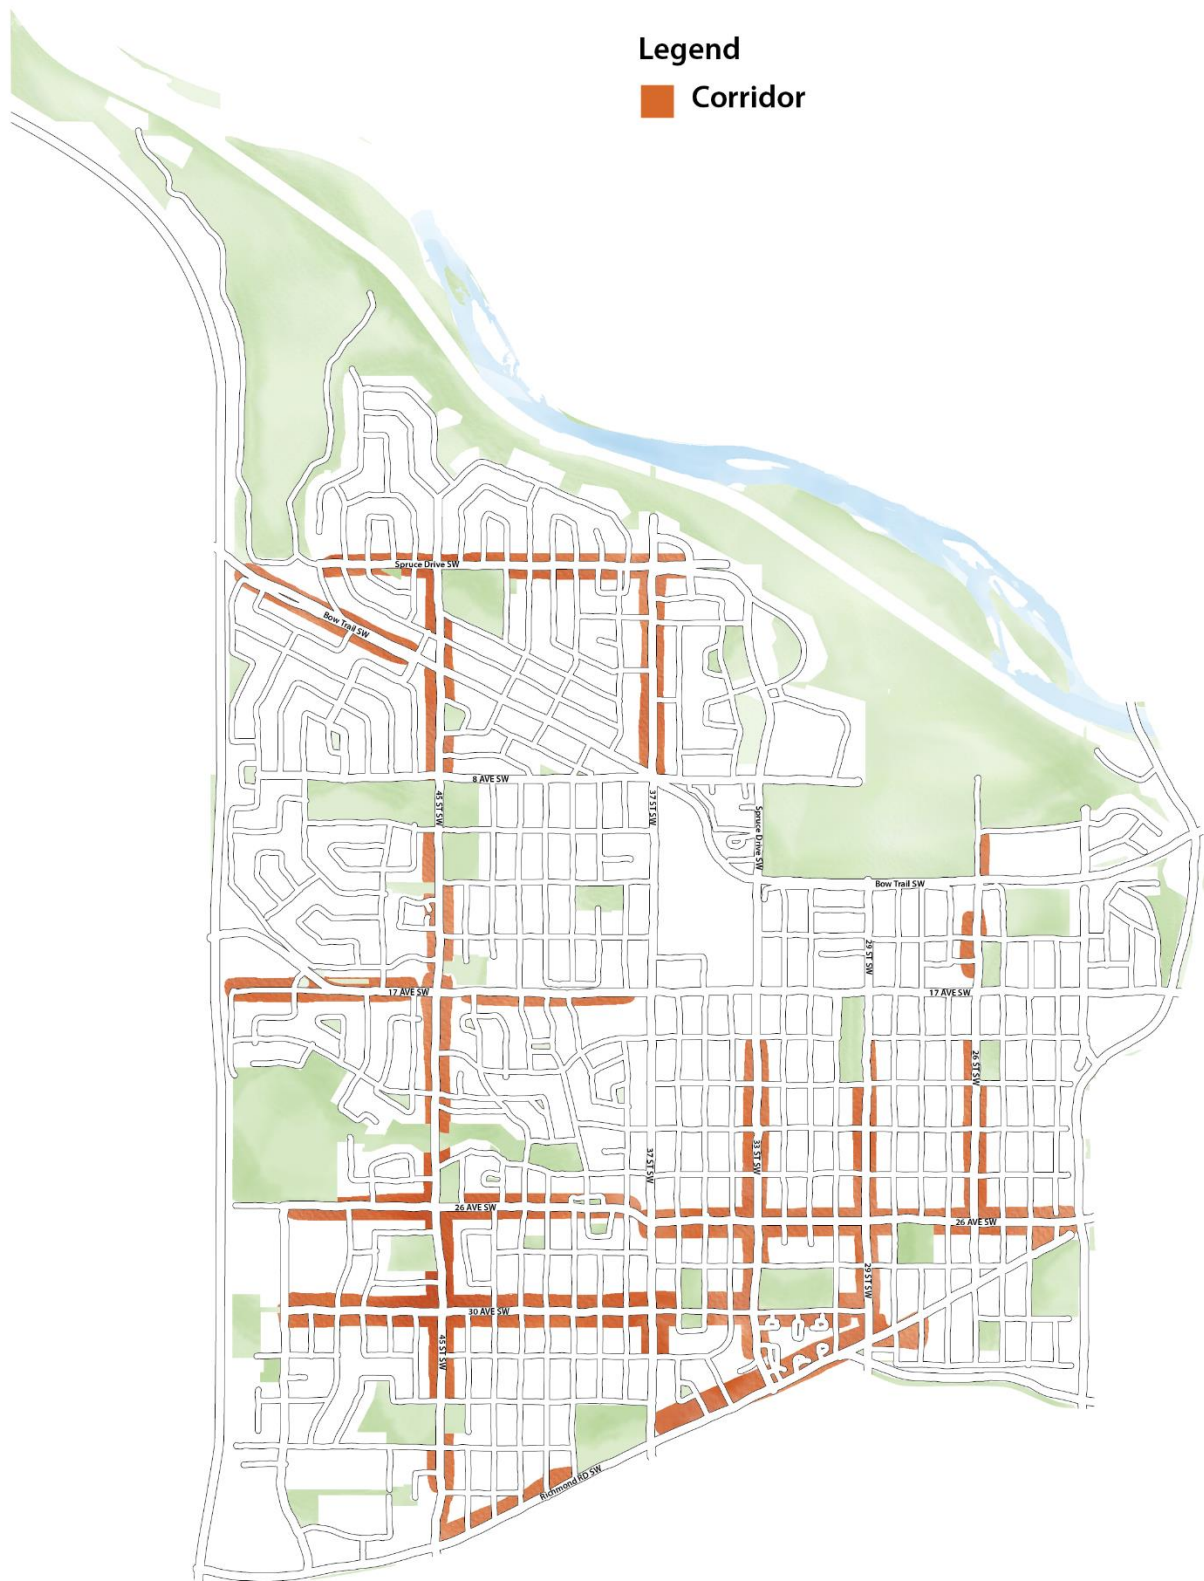 Legend
Corridor
Spruce Drive SW
Bow Trail SW
8 AVE SW
45 ST SW
37 ST SW
Spruce Drive SW
Bow Trail SW
29 ST SW
17 AVE SW
17 AVE SW
26 ST SW
33 ST SW
37 ST SW
26 AVE SW
26 AVE SW
29 ST SW
30 AVE SW
45 ST SW
Richmond RD SW